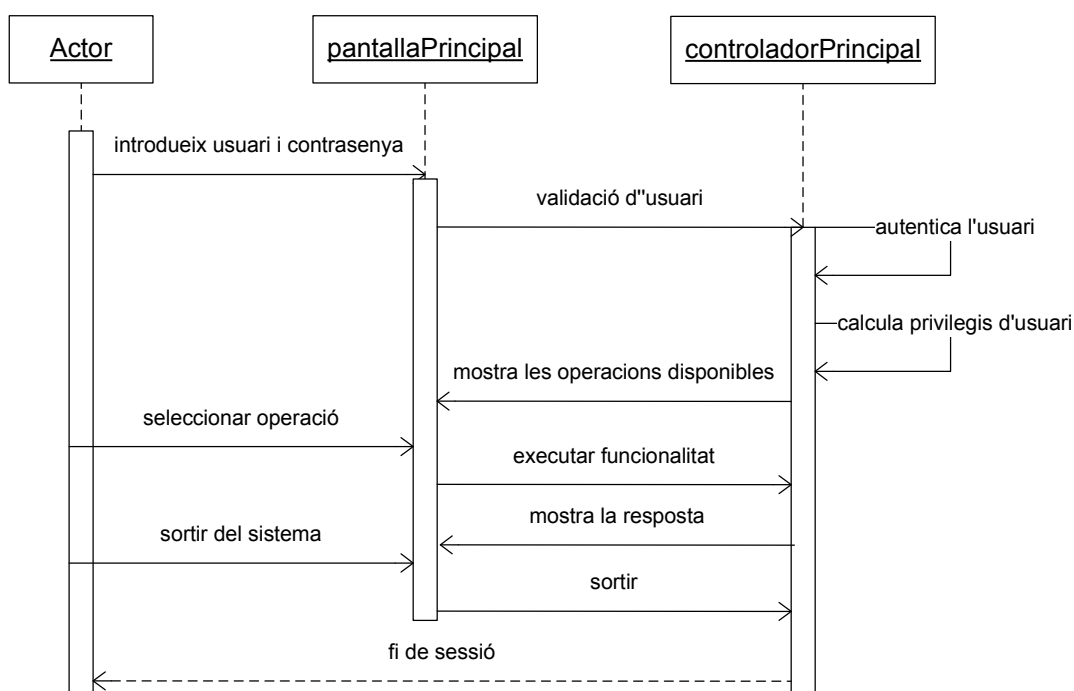 Actor
pantallaPrincipal
controladorPrincipal
introdueix usuari i contrasenya
validació d''usuari
autentica l'usuari
calcula privilegis d'usuari
mostra les operacions disponibles
seleccionar operació
executar funcionalitat
mostra la resposta
sortir del sistema
sortir
fi de sessió